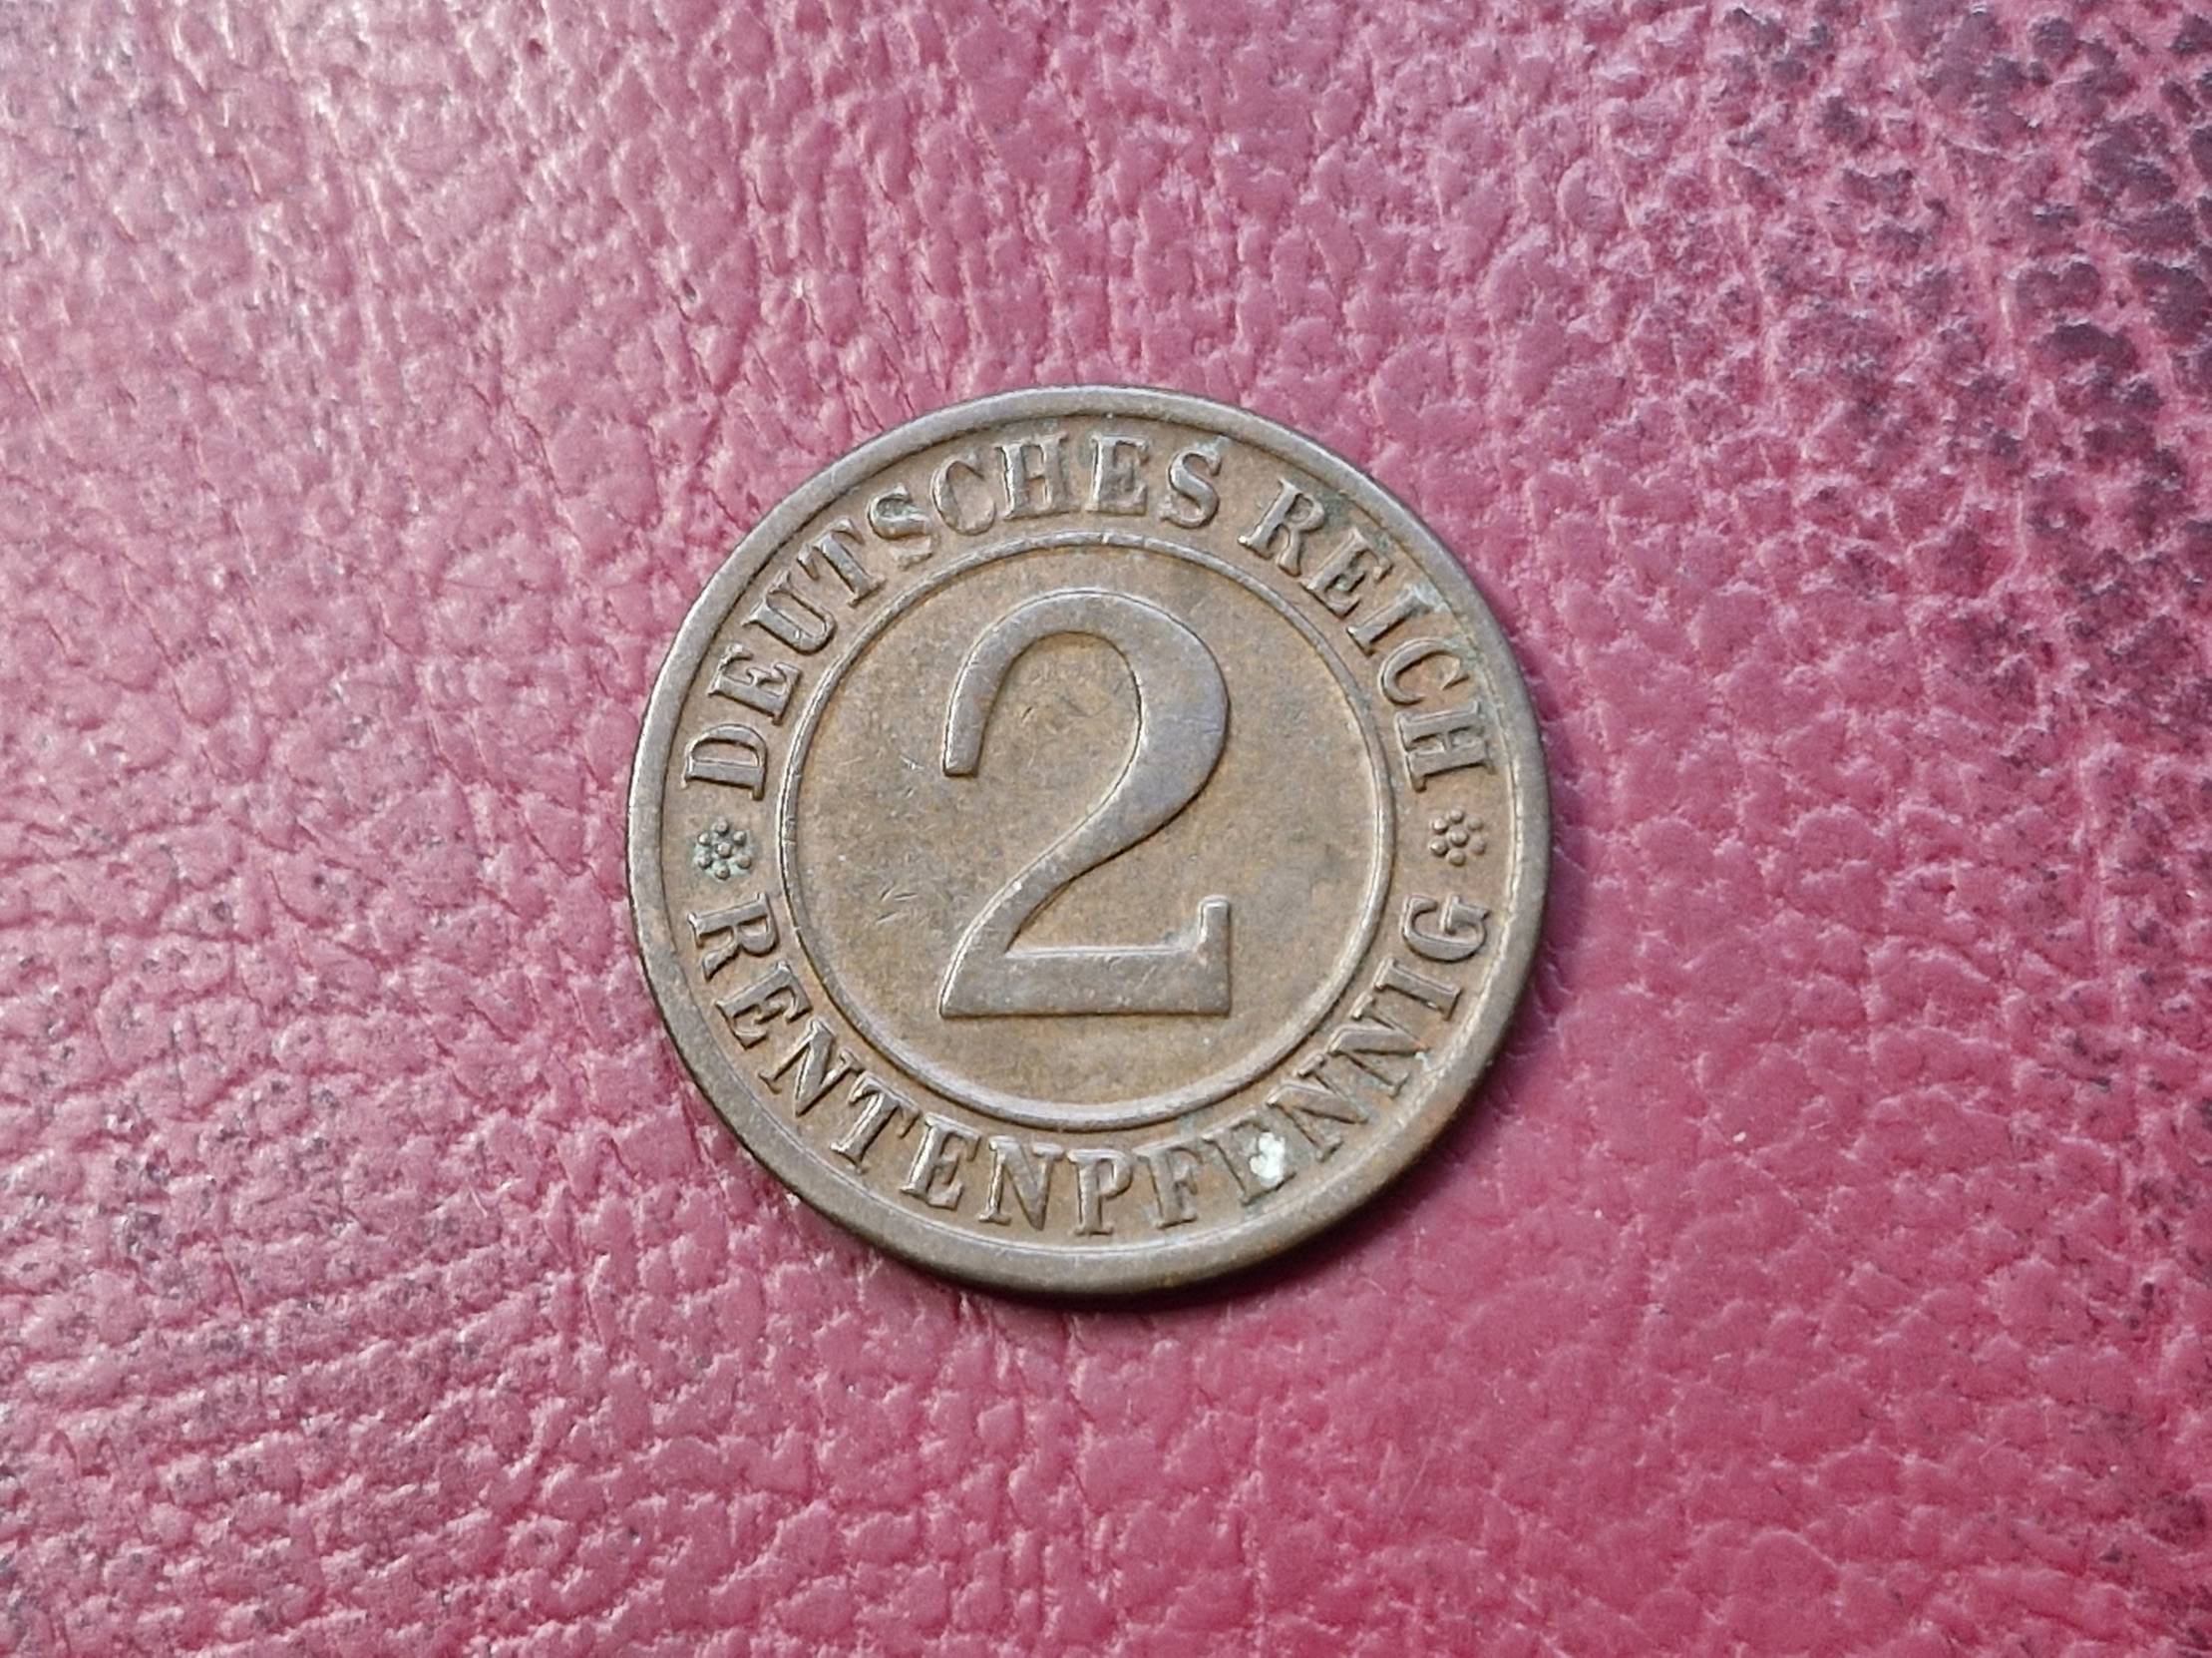 DEUTSCHES REICH
2
RENTENPFENNIG